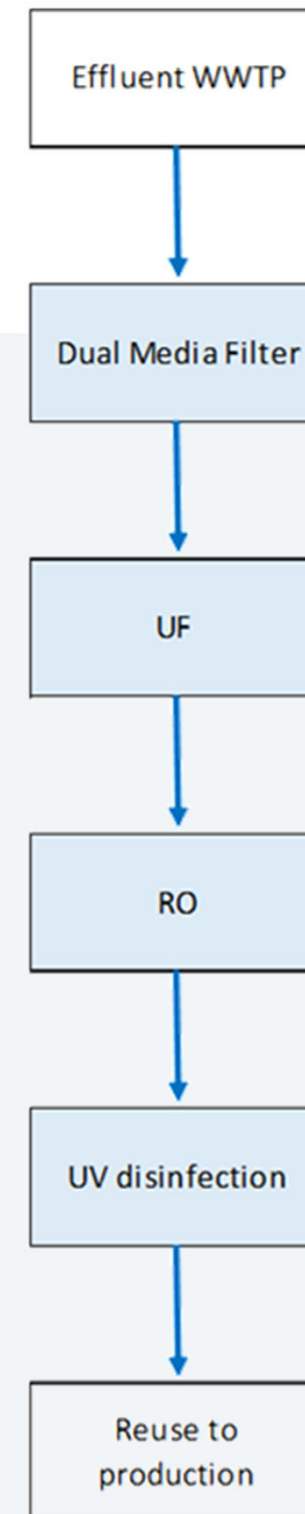 Effluent WWTP
Dual Media Filter
UF
RO
UV disinfection
Reuse to
production